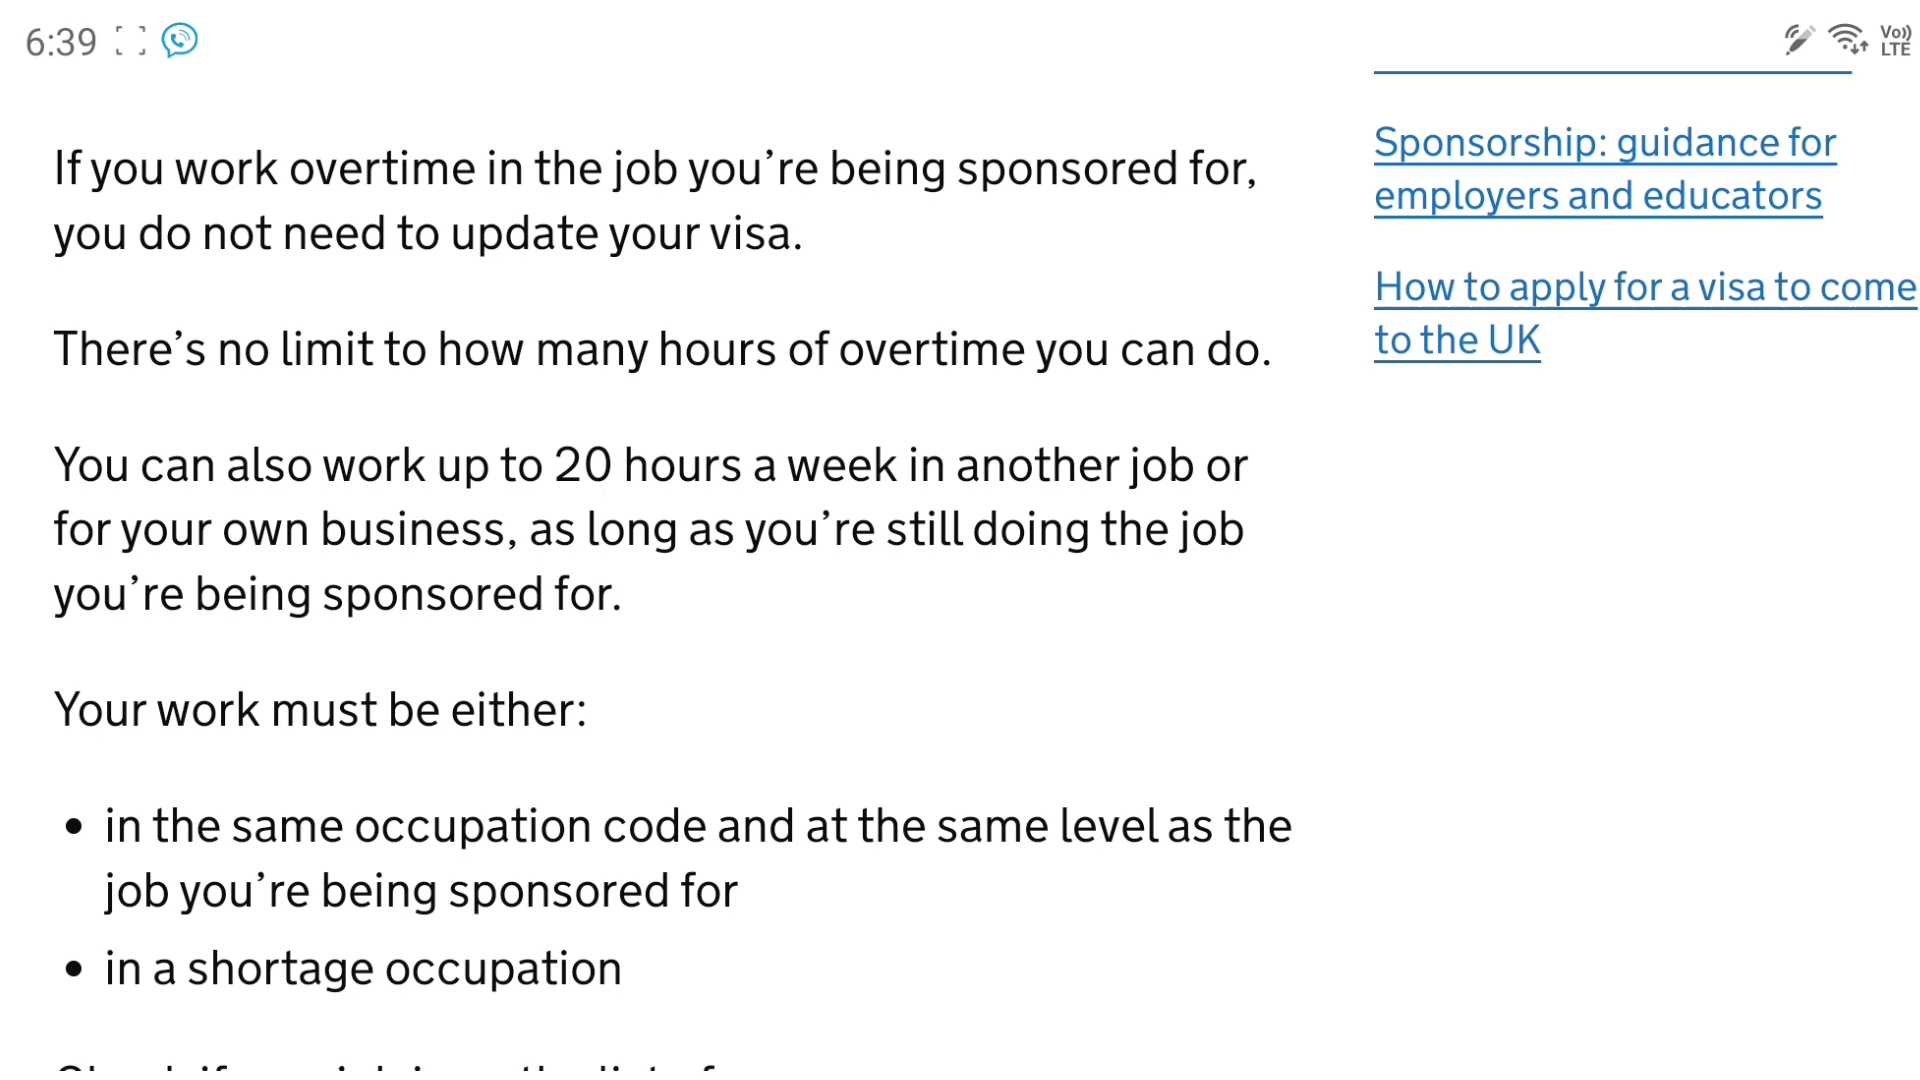 6:39
Vo)) LTE
If you work overtime in the job you’re being sponsored for,
you do not need to update your visa.
There’s no limit to how many hours of overtime you can do.
You can also work up to 20 hours a week in another job or
for your own business, as long as you’re still doing the job
you’re being sponsored for.
Your work must be either:
• in the same occupation code and at the same level as the
job you’re being sponsored for
• in a shortage occupation
Sponsorship: guidance for
employers and educators
How to apply for a visa to come
to the UK